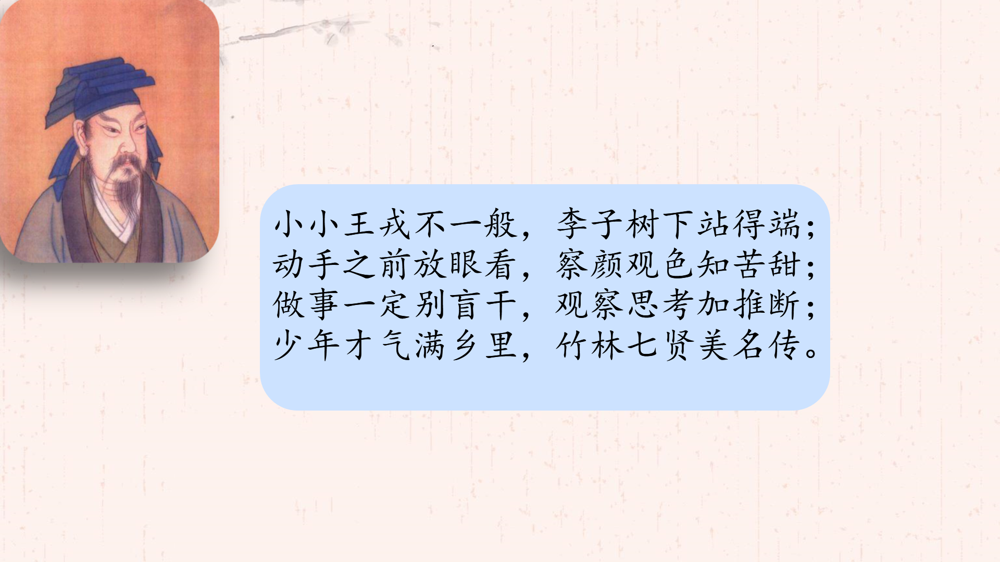 小小王戎不一般，李子树下站得端；
动手之前放眼看，察颜观色知苦甜；
做事一定别盲干，观察思考加推断；
少年才气满乡里，竹林七贤美名传。